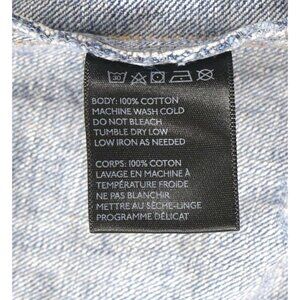 30
BODY: 100% COTTON
MACHINE WASH COLD
DO NOT BLEACH
TUMBLE DRY LOW
LOW IRON AS NEEDED
CORPS: 100% COTON
LAVAGE EN MACHINE À
TEMPÉRATURE FROIDE
NE PAS BLANCHIR
METTRE AU SÈCHE-LINGE
PROGRAMME DÉLICAT